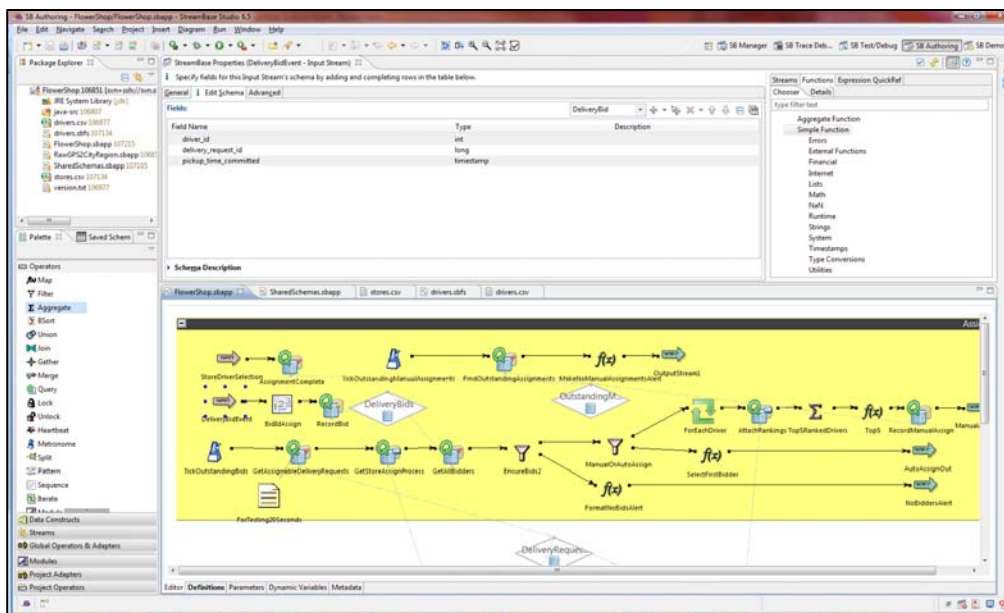 SB Authoring - FlowerShop/FlowerShop.sbapp - StreamBase Studio 6.5
File Edit Navigate Search Project Insert Diagram Run Window Help
SB Manager SB Trace Deb... SB Test/Debug SB Authoring SB Demo
Package Explorer
FlowerShop 106851
JRE System Library [jdk]
java-src 106807
drivers.csv 106977
drivers.sbfs 107134
FlowerShop.sbapp 107215
RawGPS2CityRegion.sbapp
SharedSchemas.sbapp 107105
stores.csv 107134
version.txt 106977
StreamBase Properties (DeliveryBidEvent - Input Stream)
Specify fields for this Input Stream's schema by adding and completing rows in the table below.
General Edit Schema Advanced
Fields: DeliveryBid
Field Name Type Description
driver_id int
delivery_request_id long
pickup_time_committed timestamp
Schema Description
Streams Functions Expression QuickRef
Chooser Details
type filter text
Aggregate Function
Simple Function
Errors
External Functions
Financial
Internet
Lists
Math
NaN
Runtime
Strings
System
Timestamps
Type Conversions
Utilities
Palette Saved Schem
Operators
Map
Filter
Aggregate
BSort
Union
Join
Gather
Merge
Query
Lock
Unlock
Heartbeat
Metronome
Split
Pattern
Sequence
Iterate
Data Constructs
Streams
Global Operators & Adapters
Modules
Project Adapters
Project Operators
FlowerShop.sbapp SharedSchemas.sbapp stores.csv drivers.sbfs drivers.csv
Assi
StoreDriverSelection AssignmentComplete TickOutstandingManualAssignments FindOutstandingAssignments MakeNoManualAssignmentsAlert OutputStream1
DeliveryBidEvent BidIdAssign RecordBid DeliveryBids OutstandingM...
ForEachDriver AttachRankings Top5RankedDrivers Top5 RecordManualAssign Manual
TickOutstandingBids GetAssignableDeliveryRequests GetStoreAssignProcess GetAllBidders EnsureBids2 ManualOrAutoAssign SelectFirstBidder AutoAssignOut
ForTesting20Seconds FormatNoBidsAlert NoBiddersAlert
DeliveryReque...
Editor Definitions Parameters Dynamic Variables Metadata